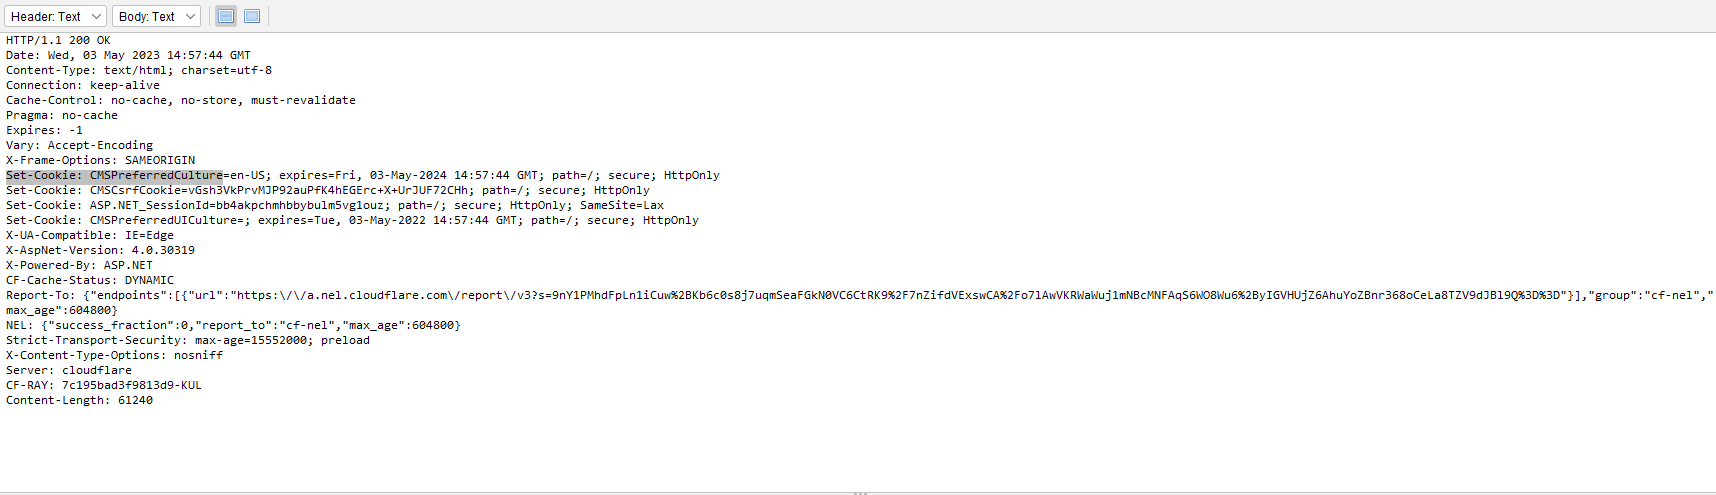 Header: Text Body: Text
HTTP/1.1 200 OK
Date: Wed, 03 May 2023 14:57:44 GMT
Content-Type: text/html; charset=utf-8
Connection: keep-alive
Cache-Control: no-cache, no-store, must-revalidate
Pragma: no-cache
Expires: -1
Vary: Accept-Encoding
X-Frame-Options: SAMEORIGIN
Set-Cookie: CMSPreferredCulture=en-US; expires=Fri, 03-May-2024 14:57:44 GMT; path=/; secure; HttpOnly
Set-Cookie: CMSCsrfCookie=vGsh3VkPrvMJP92auPfK4hEGErc+X+UrJUF72CHh; path=/; secure; HttpOnly
Set-Cookie: ASP.NET_SessionId=bb4akpchmhbbybulm5vg1ouz; path=/; secure; HttpOnly; SameSite=Lax
Set-Cookie: CMSPreferredUICulture=; expires=Tue, 03-May-2022 14:57:44 GMT; path=/; secure; HttpOnly
X-UA-Compatible: IE=Edge
X-AspNet-Version: 4.0.30319
X-Powered-By: ASP.NET
CF-Cache-Status: DYNAMIC
Report-To: {"endpoints":[{"url":"https:\/\/a.nel.cloudflare.com\/report\/v3?s=9nY1PMhdFpLn1iCuw%2BKb6c0s8j7uqmSeaFGkN0VC6CtRK9%2F7nZifdVExswCA%2Fo7lAwVKRWaWuj1mNBcMNFAqS6WO8Wu6%2ByIGVHUjZ6AhuYoZBnr368oCeLa8TZV9dJBl9Q%3D%3D"}],"group":"cf-nel","
max_age":604800}
NEL: {"success_fraction":0,"report_to":"cf-nel","max_age":604800}
Strict-Transport-Security: max-age=15552000; preload
X-Content-Type-Options: nosniff
Server: cloudflare
CF-RAY: 7c195bad3f9813d9-KUL
Content-Length: 61240